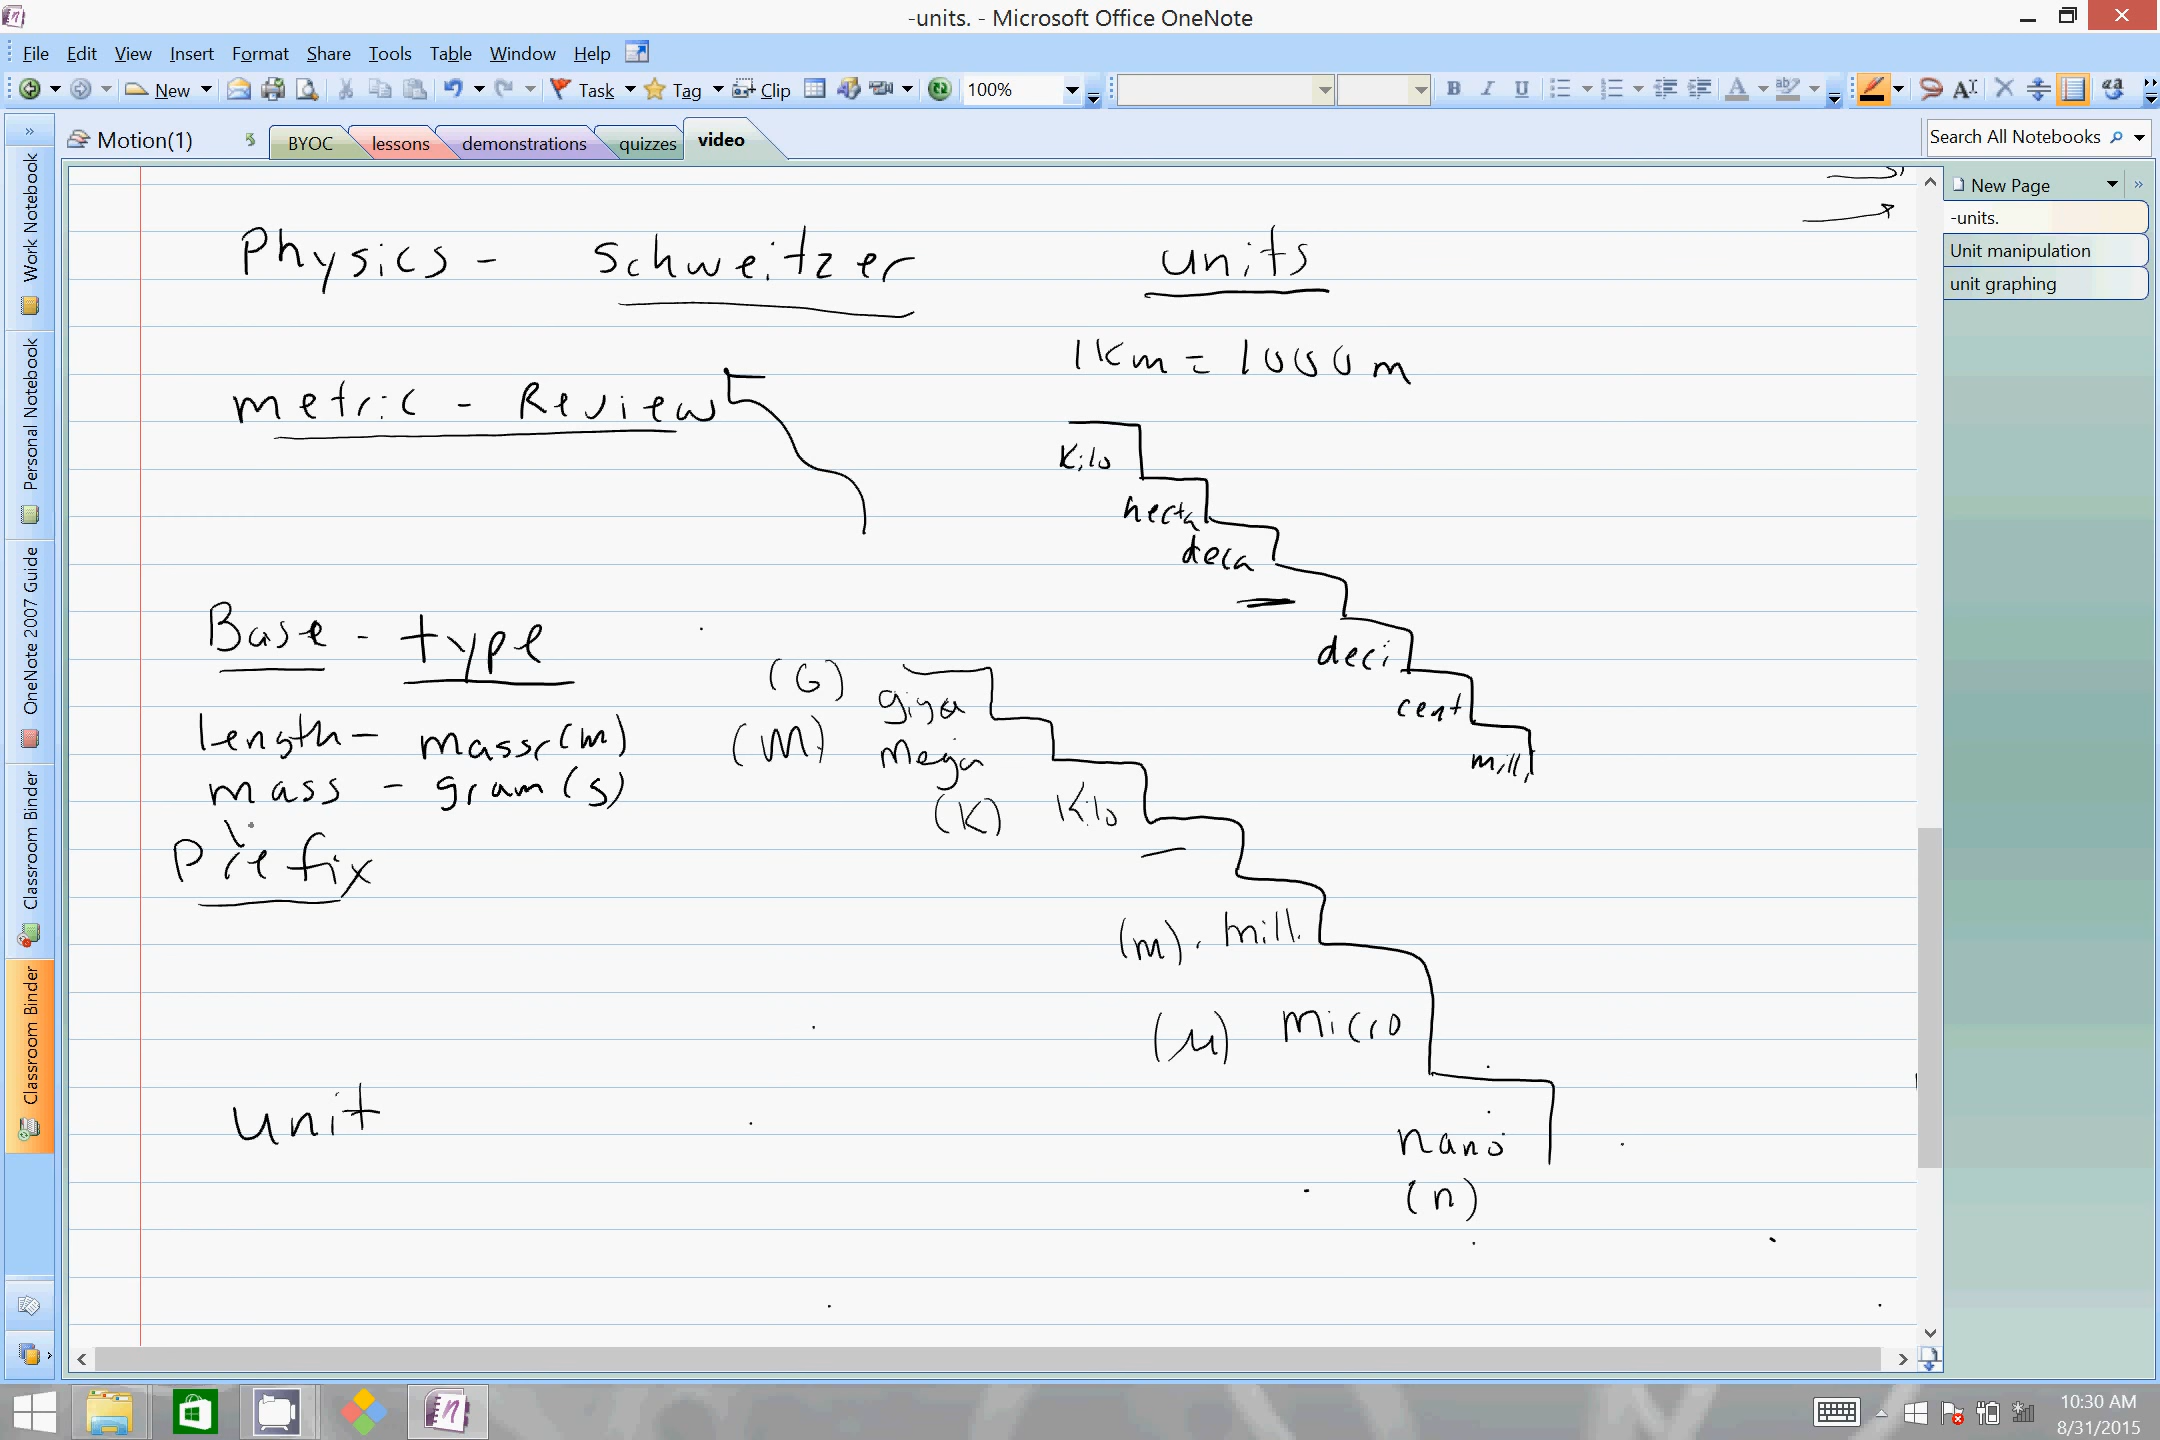 -units. - Microsoft Office OneNote
File Edit View Insert Format Share Tools Table Window Help
New Task Tag Clip 100% B I U
Motion(1) BYOC lessons demonstrations quizzes video
Search All Notebooks
New Page
-units.
Unit manipulation
unit graphing
Work Notebook
Personal Notebook
OneNote 2007 Guide
Classroom Binder
Classroom Binder
Physics - Schweitzer units
1Km = 1000 m
metric - Review
Kilo
hecta
deca
deci
cent
milli
Base - type
length - massr (m)
mass - gram (s)
Prefix
unit
(G) giga
(M) Mega
(K) Kilo
(m). mill.
(μ) micro
nano
(n)
10:30 AM
8/31/2015